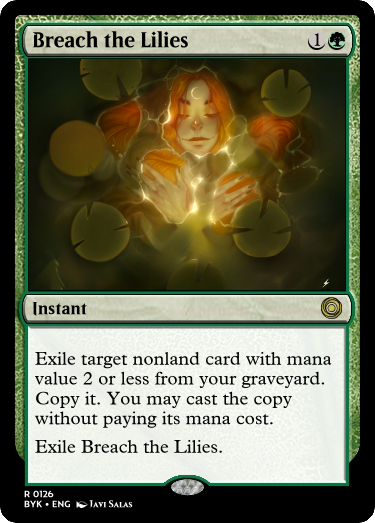 Breach the Lilies 1
Instant
Exile target nonland card with mana
value 2 or less from your graveyard.
Copy it. You may cast the copy
without paying its mana cost.
Exile Breach the Lilies.
R 0126
BYK • ENG Javi Salas